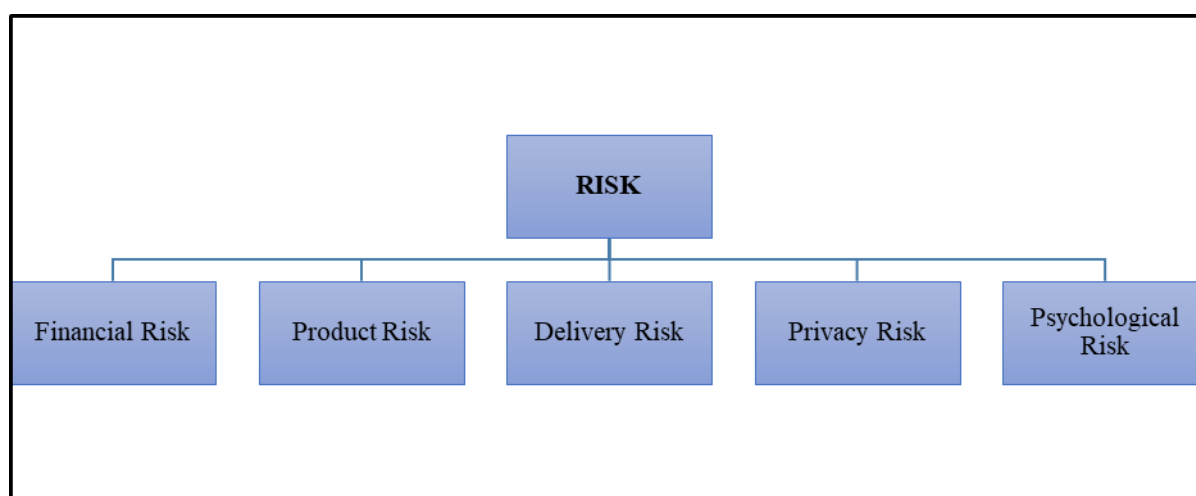 RISK
Financial Risk
Product Risk
Delivery Risk
Privacy Risk
Psychological
Risk